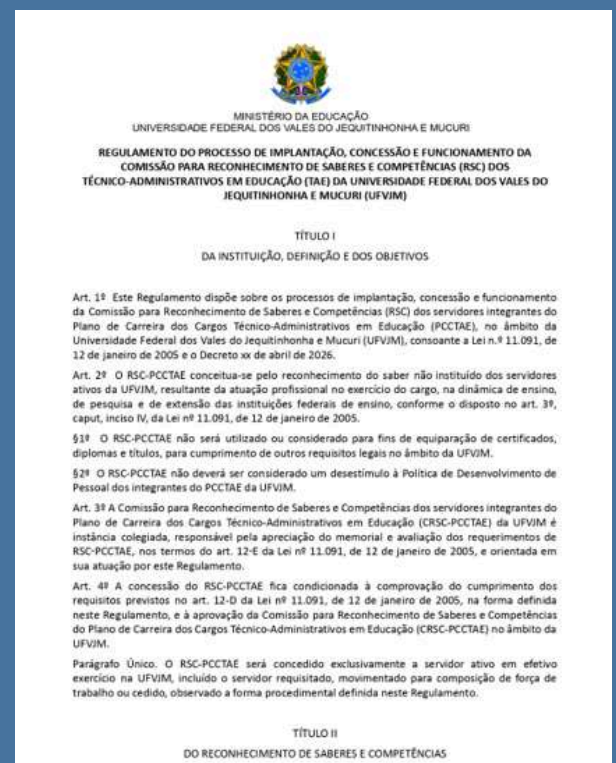 MINISTÉRIO DA EDUCAÇÃO
UNIVERSIDADE FEDERAL DOS VALES DO JEQUITINHONHA E MUCURI
REGULAMENTO DO PROCESSO DE IMPLANTAÇÃO, CONCESSÃO E FUNCIONAMENTO DA
COMISSÃO PARA RECONHECIMENTO DE SABERES E COMPETÊNCIAS (RSC) DOS
TÉCNICO-ADMINISTRATIVOS EM EDUCAÇÃO (TAE) DA UNIVERSIDADE FEDERAL DOS VALES DO
JEQUITINHONHA E MUCURI (UFVJM)
TÍTULO I
DA INSTITUIÇÃO, DEFINIÇÃO E DOS OBJETIVOS
Art. 1º Este Regulamento dispõe sobre os processos de implantação, concessão e funcionamento
da Comissão para Reconhecimento de Saberes e Competências (RSC) dos servidores integrantes do
Plano de Carreira dos Cargos Técnico-Administrativos em Educação (PCCTAE), no âmbito da
Universidade Federal dos Vales do Jequitinhonha e Mucuri (UFVJM), consoante a Lei n.º 11.091, de
12 de janeiro de 2005 e o Decreto xx de abril de 2026.
Art. 2º O RSC-PCCTAE conceitua-se pelo reconhecimento do saber não instituído dos servidores
ativos da UFVJM, resultante da atuação profissional no exercício do cargo, na dinâmica de ensino,
de pesquisa e de extensão das instituições federais de ensino, conforme o disposto no art. 3º,
caput, inciso IV, da Lei nº 11.091, de 12 de janeiro de 2005.
§1º O RSC-PCCTAE não será utilizado ou considerado para fins de equiparação de certificados,
diplomas e títulos, para cumprimento de outros requisitos legais no âmbito da UFVJM.
§2º O RSC-PCCTAE não deverá ser considerado um desestímulo à Política de Desenvolvimento de
Pessoal dos integrantes do PCCTAE da UFVJM.
Art. 3º A Comissão para Reconhecimento de Saberes e Competências dos servidores integrantes do
Plano de Carreira dos Cargos Técnico-Administrativos em Educação (CRSC-PCCTAE) da UFVJM é
instância colegiada, responsável pela apreciação do memorial e avaliação dos requerimentos de
RSC-PCCTAE, nos termos do art. 12-E da Lei nº 11.091, de 12 de janeiro de 2005, e orientada em
sua atuação por este Regulamento.
Art. 4º A concessão do RSC-PCCTAE fica condicionada à comprovação do cumprimento dos
requisitos previstos no art. 12-D da Lei nº 11.091, de 12 de janeiro de 2005, na forma definida
neste Regulamento, e à aprovação da Comissão para Reconhecimento de Saberes e Competências
do Plano de Carreira dos Cargos Técnico-Administrativos em Educação (CRSC-PCCTAE) no âmbito da
UFVJM.
Parágrafo Único. O RSC-PCCTAE será concedido exclusivamente a servidor ativo em efetivo
exercício na UFVJM, incluído o servidor requisitado, movimentado para composição de força de
trabalho ou cedido, observado a forma procedimental definida neste Regulamento.
TÍTULO II
DO RECONHECIMENTO DE SABERES E COMPETÊNCIAS